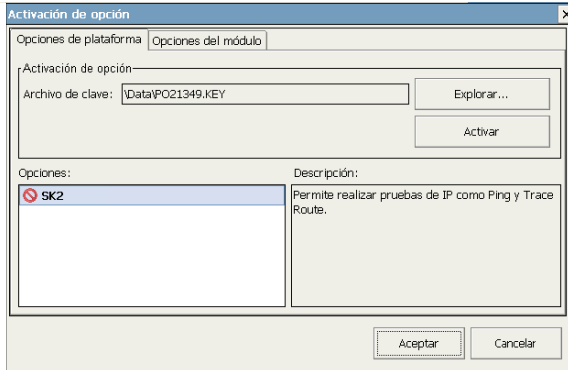 Activación de opción
Opciones de plataforma
Opciones del módulo
Activación de opción
Archivo de clave:
\Data\PO21349.KEY
Explorar...
Activar
Opciones:
Descripción:
SK2
Permite realizar pruebas de IP como Ping y Trace
Route.
Aceptar
Cancelar